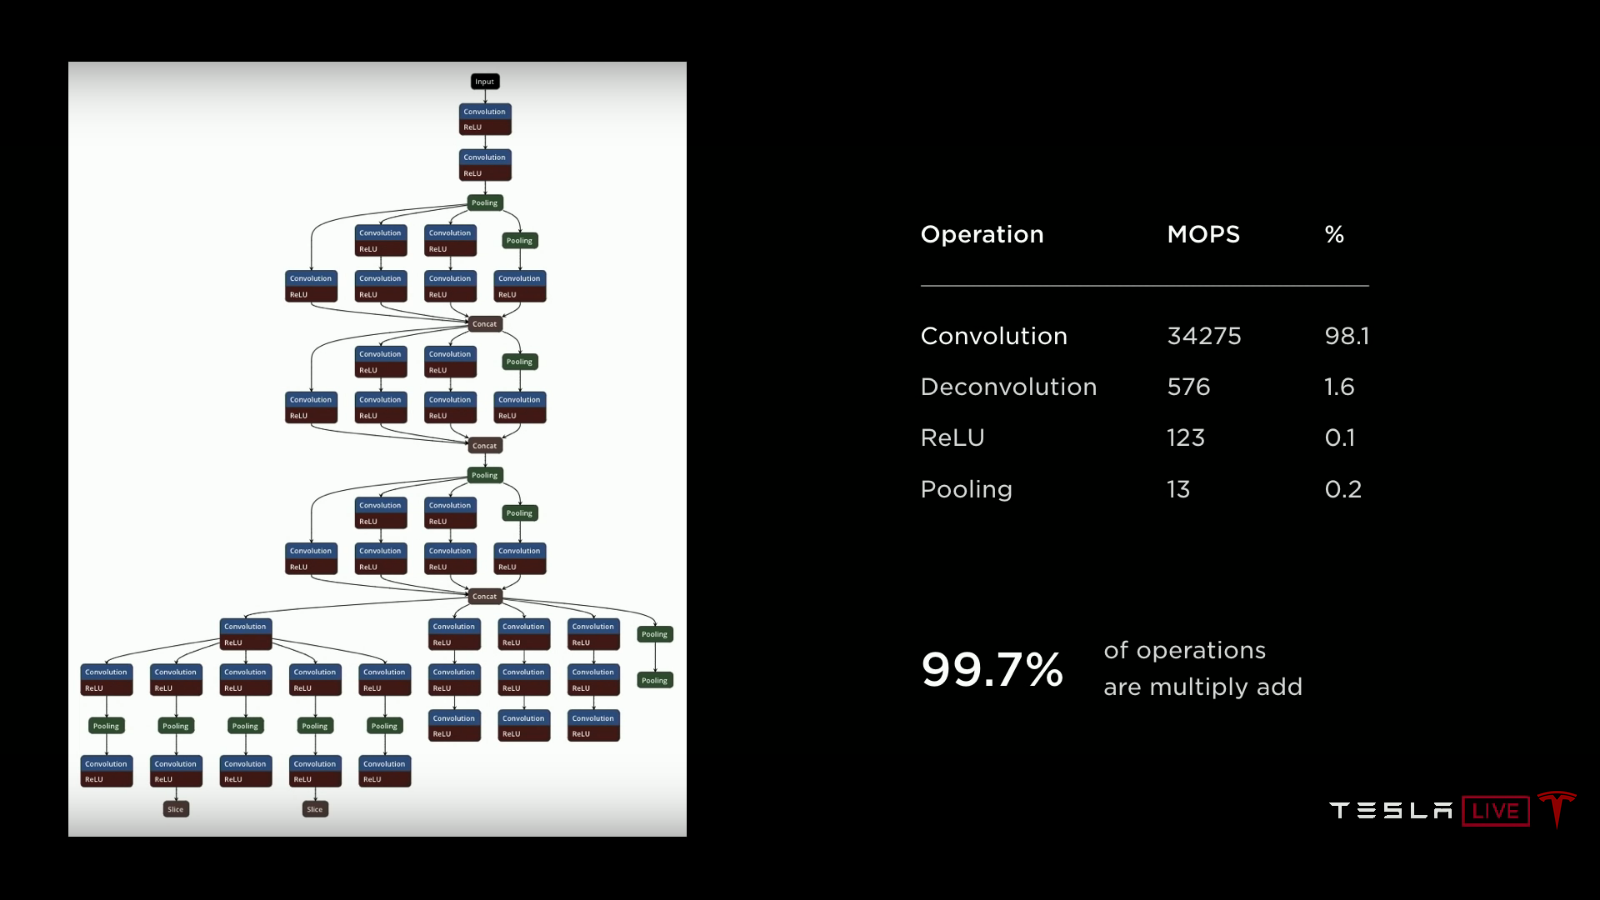 Input
Convolution
ReLU
Convolution
ReLU
Pooling
Convolution Convolution Pooling
ReLU ReLU
Convolution Convolution Convolution Convolution
ReLU ReLU ReLU ReLU
Concat
Convolution Convolution Pooling
ReLU ReLU
Convolution Convolution Convolution Convolution
ReLU ReLU ReLU ReLU
Concat
Pooling
Convolution Convolution Pooling
ReLU ReLU
Convolution Convolution Convolution Convolution
ReLU ReLU ReLU ReLU
Concat
Convolution Convolution Convolution Convolution Pooling
ReLU ReLU ReLU ReLU
Convolution Convolution Convolution Convolution Convolution Convolution Convolution Convolution Pooling
ReLU ReLU ReLU ReLU ReLU ReLU ReLU ReLU
Pooling Pooling Pooling Pooling Pooling Convolution Convolution Convolution
ReLU ReLU ReLU
Convolution Convolution Convolution Convolution Convolution
ReLU ReLU ReLU ReLU ReLU
Slice Slice
Operation MOPS %
Convolution 34275 98.1
Deconvolution 576 1.6
ReLU 123 0.1
Pooling 13 0.2
99.7% of operations
are multiply add
TESLA LIVE